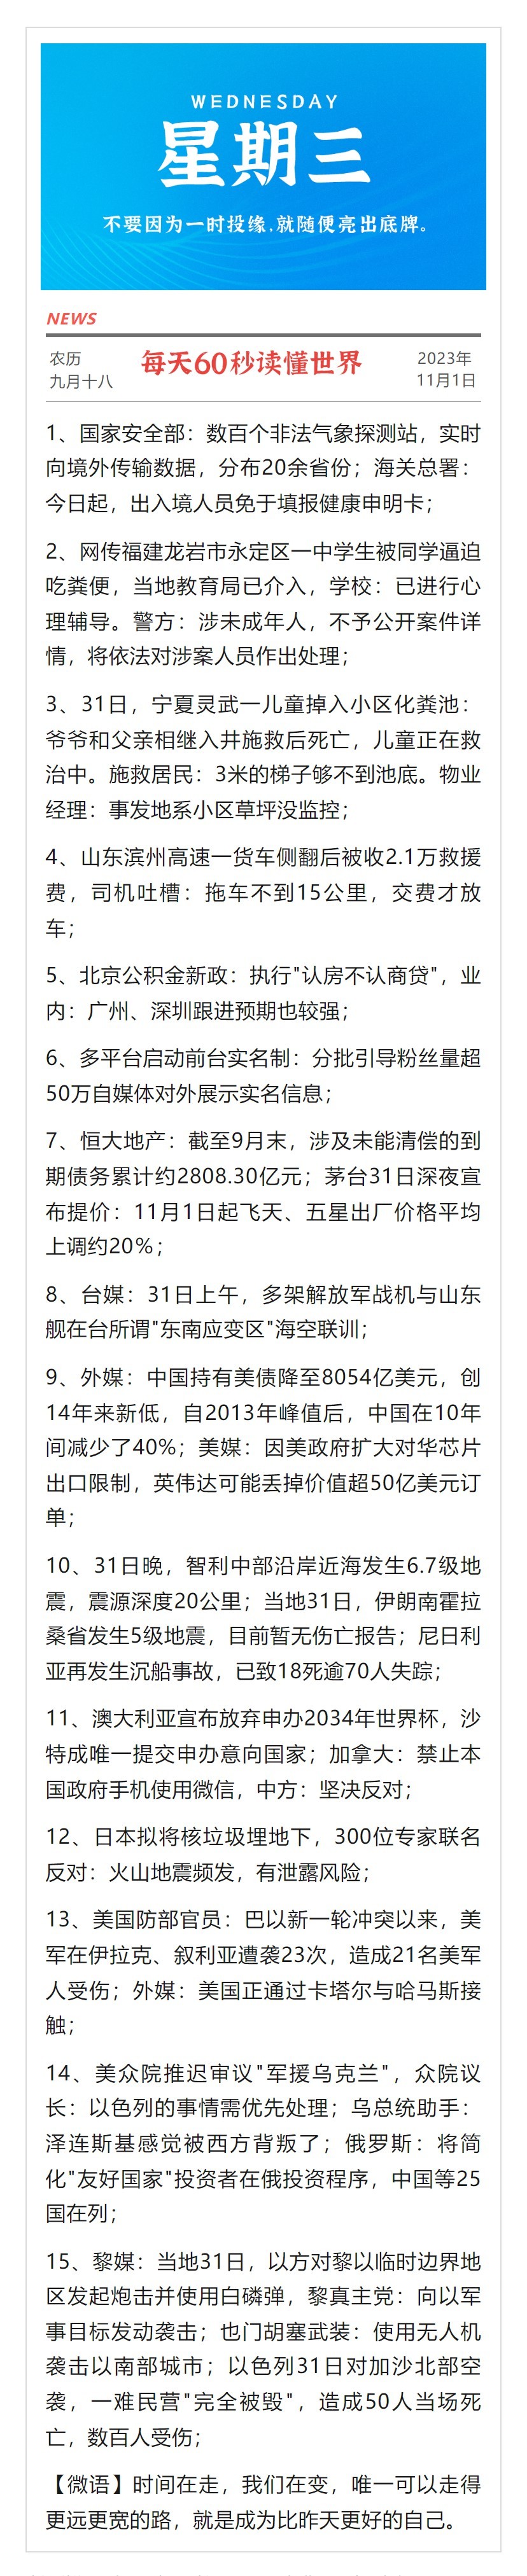 WEDNESDAY
星期三
不要因为一时投缘,就随便亮出底牌。
NEWS
农历
九月十八
每天60秒读懂世界
2023年
11月1日
1、国家安全部：数百个非法气象探测站，实时
向境外传输数据，分布20余省份；海关总署：
今日起，出入境人员免于填报健康申明卡；
2、网传福建龙岩市永定区一中学生被同学逼迫
吃粪便，当地教育局已介入，学校：已进行心
理辅导。警方：涉未成年人，不予公开案件详
情，将依法对涉案人员作出处理；
3、31日，宁夏灵武一儿童掉入小区化粪池：
爷爷和父亲相继入井施救后死亡，儿童正在救
治中。施救居民：3米的梯子够不到池底。物业
经理：事发地系小区草坪没监控；
4、山东滨州高速一货车侧翻后被收2.1万救援
费，司机吐槽：拖车不到15公里，交费才放
车；
5、北京公积金新政：执行"认房不认商贷"，业
内：广州、深圳跟进预期也较强；
6、多平台启动前台实名制：分批引导粉丝量超
50万自媒体对外展示实名信息；
7、恒大地产：截至9月末，涉及未能清偿的到
期债务累计约2808.30亿元；茅台31日深夜宣
布提价：11月1日起飞天、五星出厂价格平均
上调约20%；
8、台媒：31日上午，多架解放军战机与山东
舰在台所谓"东南应变区"海空联训；
9、外媒：中国持有美债降至8054亿美元，创
14年来新低，自2013年峰值后，中国在10年
间减少了40%；美媒：因美政府扩大对华芯片
出口限制，英伟达可能丢掉价值超50亿美元订
单；
10、31日晚，智利中部沿岸近海发生6.7级地
震，震源深度20公里；当地31日，伊朗南霍拉
桑省发生5级地震，目前暂无伤亡报告；尼日利
亚再发生沉船事故，已致18死逾70人失踪；
11、澳大利亚宣布放弃申办2034年世界杯，沙
特成唯一提交申办意向国家；加拿大：禁止本
国政府手机使用微信，中方：坚决反对；
12、日本拟将核垃圾埋地下，300位专家联名
反对：火山地震频发，有泄露风险；
13、美国防部官员：巴以新一轮冲突以来，美
军在伊拉克、叙利亚遭袭23次，造成21名美军
人受伤；外媒：美国正通过卡塔尔与哈马斯接
触；
14、美众院推迟审议"军援乌克兰"，众院议
长：以色列的事情需优先处理；乌总统助手：
泽连斯基感觉被西方背叛了；俄罗斯：将简
化"友好国家"投资者在俄投资程序，中国等25
国在列；
15、黎媒：当地31日，以方对黎以临时边界地
区发起炮击并使用白磷弹，黎真主党：向以军
事目标发动袭击；也门胡塞武装：使用无人机
袭击以南部城市；以色列31日对加沙北部空
袭，一难民营"完全被毁"，造成50人当场死
亡，数百人受伤；
【微语】时间在走，我们在变，唯一可以走得
更远更宽的路，就是成为比昨天更好的自己。